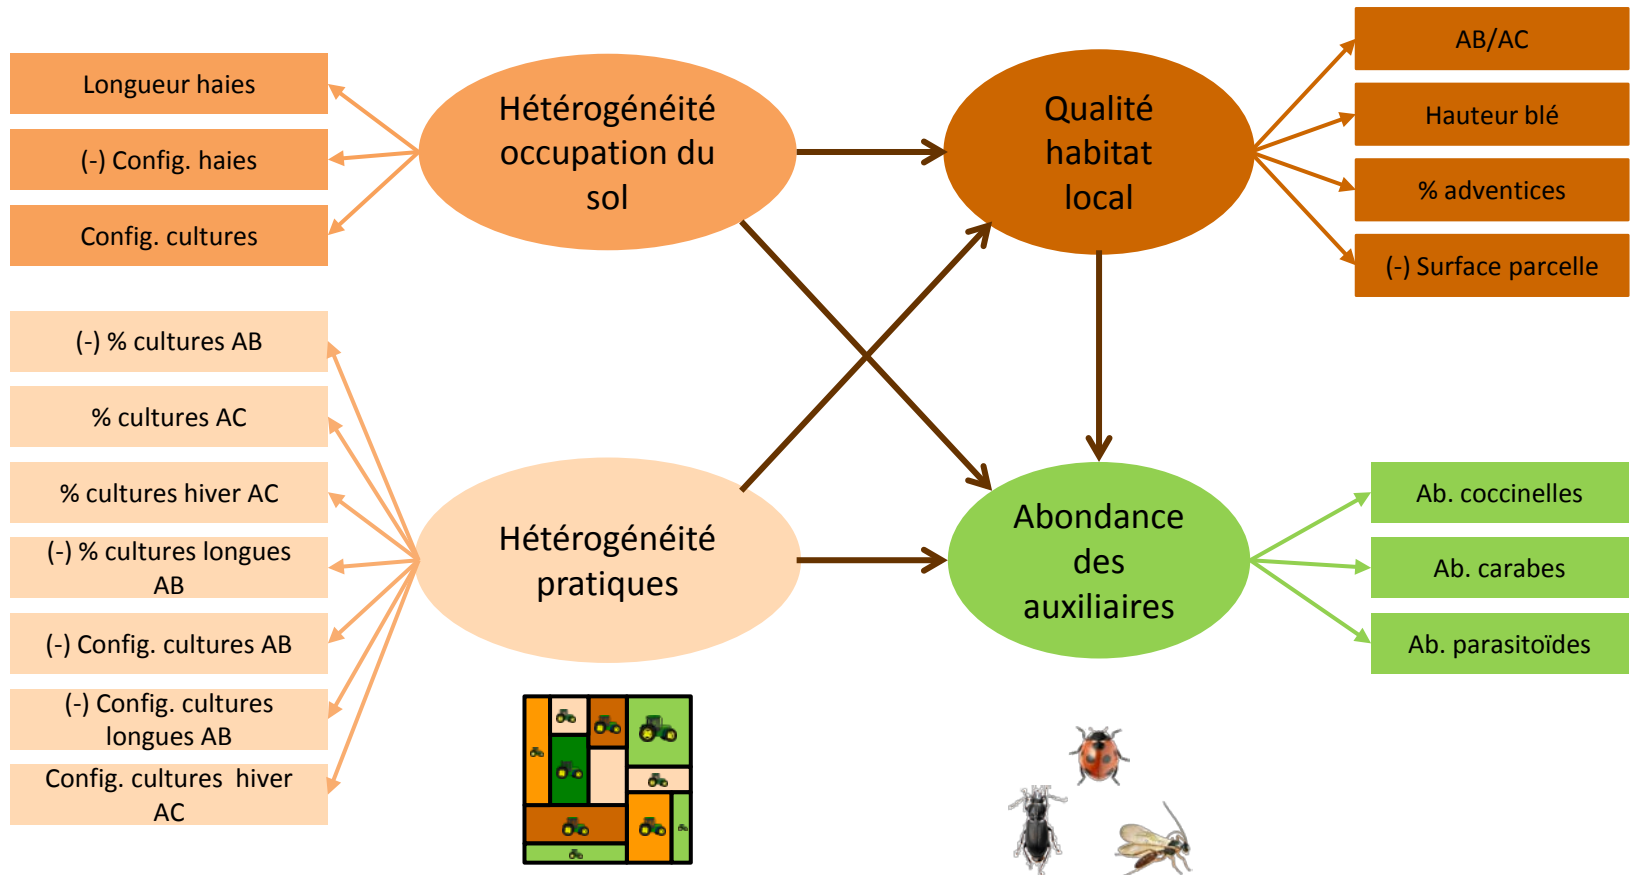 Longueur haies
(-) Config. haies
Config. cultures
Hétérogénéité
occupation du
sol
Qualité
habitat
local
AB/AC
Hauteur blé
% adventices
(-) Surface parcelle
(-) % cultures AB
% cultures AC
% cultures hiver AC
(-) % cultures longues
AB
(-) Config. cultures AB
(-) Config. cultures
longues AB
Config. cultures hiver
AC
Hétérogénéité
pratiques
Abondance
des
auxiliaires
Ab. coccinelles
Ab. carabes
Ab. parasitoïdes